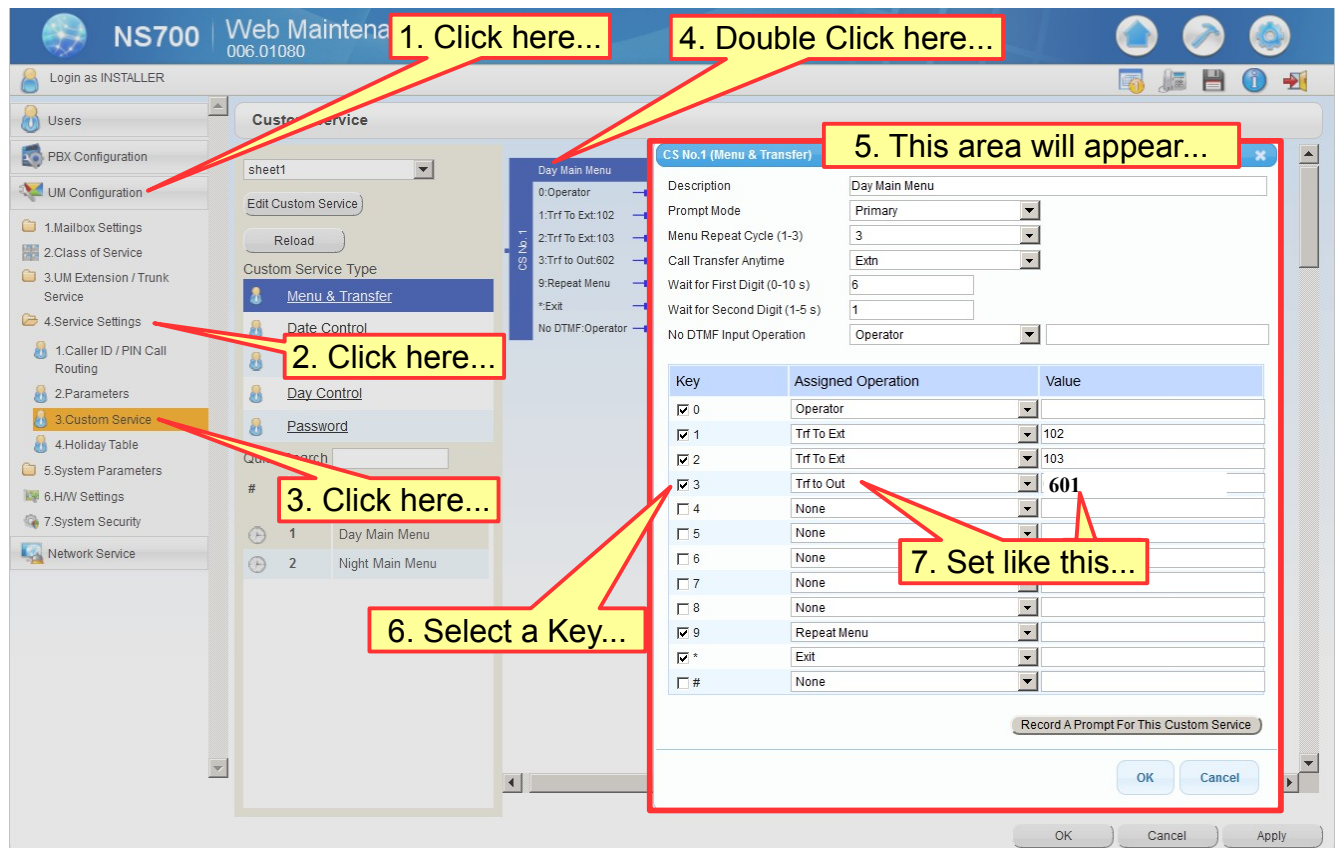 NS700
Web Maintena
006.01080
1. Click here...
4. Double Click here...
Login as INSTALLER
Users
PBX Configuration
UM Configuration
1.Mailbox Settings
2.Class of Service
3.UM Extension / Trunk
Service
4.Service Settings
1.Caller ID / PIN Call
Routing
2.Parameters
3.Custom Service
4.Holiday Table
5.System Parameters
6.H/W Settings
7.System Security
Network Service
2. Click here...
3. Click here...
sheet1
Edit Custom Service
Reload
Custom Service Type
Menu & Transfer
Date Control
Day Control
Password
#
1 Day Main Menu
2 Night Main Menu
Day Main Menu
CS No.1
0:Operator
1:Trf To Ext:102
2:Trf To Ext:103
3:Trf to Out:602
9:Repeat Menu
*:Exit
No DTMF:Operator
CS No.1 (Menu & Transfer)
5. This area will appear...
Description Day Main Menu
Prompt Mode Primary
Menu Repeat Cycle (1-3) 3
Call Transfer Anytime Extn
Wait for First Digit (0-10 s) 6
Wait for Second Digit (1-5 s) 1
No DTMF Input Operation Operator
Key Assigned Operation Value
0 Operator
1 Trf To Ext 102
2 Trf To Ext 103
3 Trf to Out 601
4 None
5 None
6 None
7 None
8 None
9 Repeat Menu
* Exit
# None
6. Select a Key...
7. Set like this...
Record A Prompt For This Custom Service
OK Cancel
OK Cancel Apply